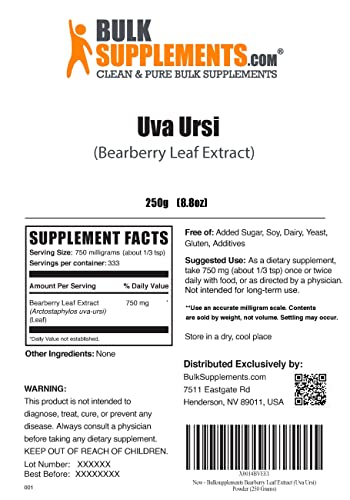 BULK
SUPPLEMENTS.COM®
CLEAN & PURE BULK SUPPLEMENTS
Uva Ursi
(Bearberry Leaf Extract)
250g (8.8oz)
SUPPLEMENT FACTS
Serving Size: 750 milligrams (about 1/3 tsp)
Servings per container: 333
Amount Per Serving % Daily Value
Bearberry Leaf Extract 750 mg *
(Arctostaphylos uva-ursi)
(Leaf)
*Daily Value not established.
Other Ingredients: None
WARNING:
This product is not intended to
diagnose, treat, cure, or prevent any
disease. Always consult a physician
before taking any dietary supplement.
KEEP OUT OF REACH OF CHILDREN.
Lot Number: XXXXXX
Best Before: XXXXXXXX
001
Free of: Added Sugar, Soy, Dairy, Yeast,
Gluten, Additives
Suggested Use: As a dietary supplement,
take 750 mg (about 1/3 tsp) once or twice
daily with food, or as directed by a physician.
Not intended for long-term use.
**Use an accurate milligram scale. Contents
are sold by weight, not volume. Settling may occur.
Store in a dry, cool place
Distributed Exclusively by:
BulkSupplements.com
7511 Eastgate Rd
Henderson, NV 89011, USA
New - Bulksupplements Bearberry Leaf Extract (Uva Ursi)
Powder (250 Grams)